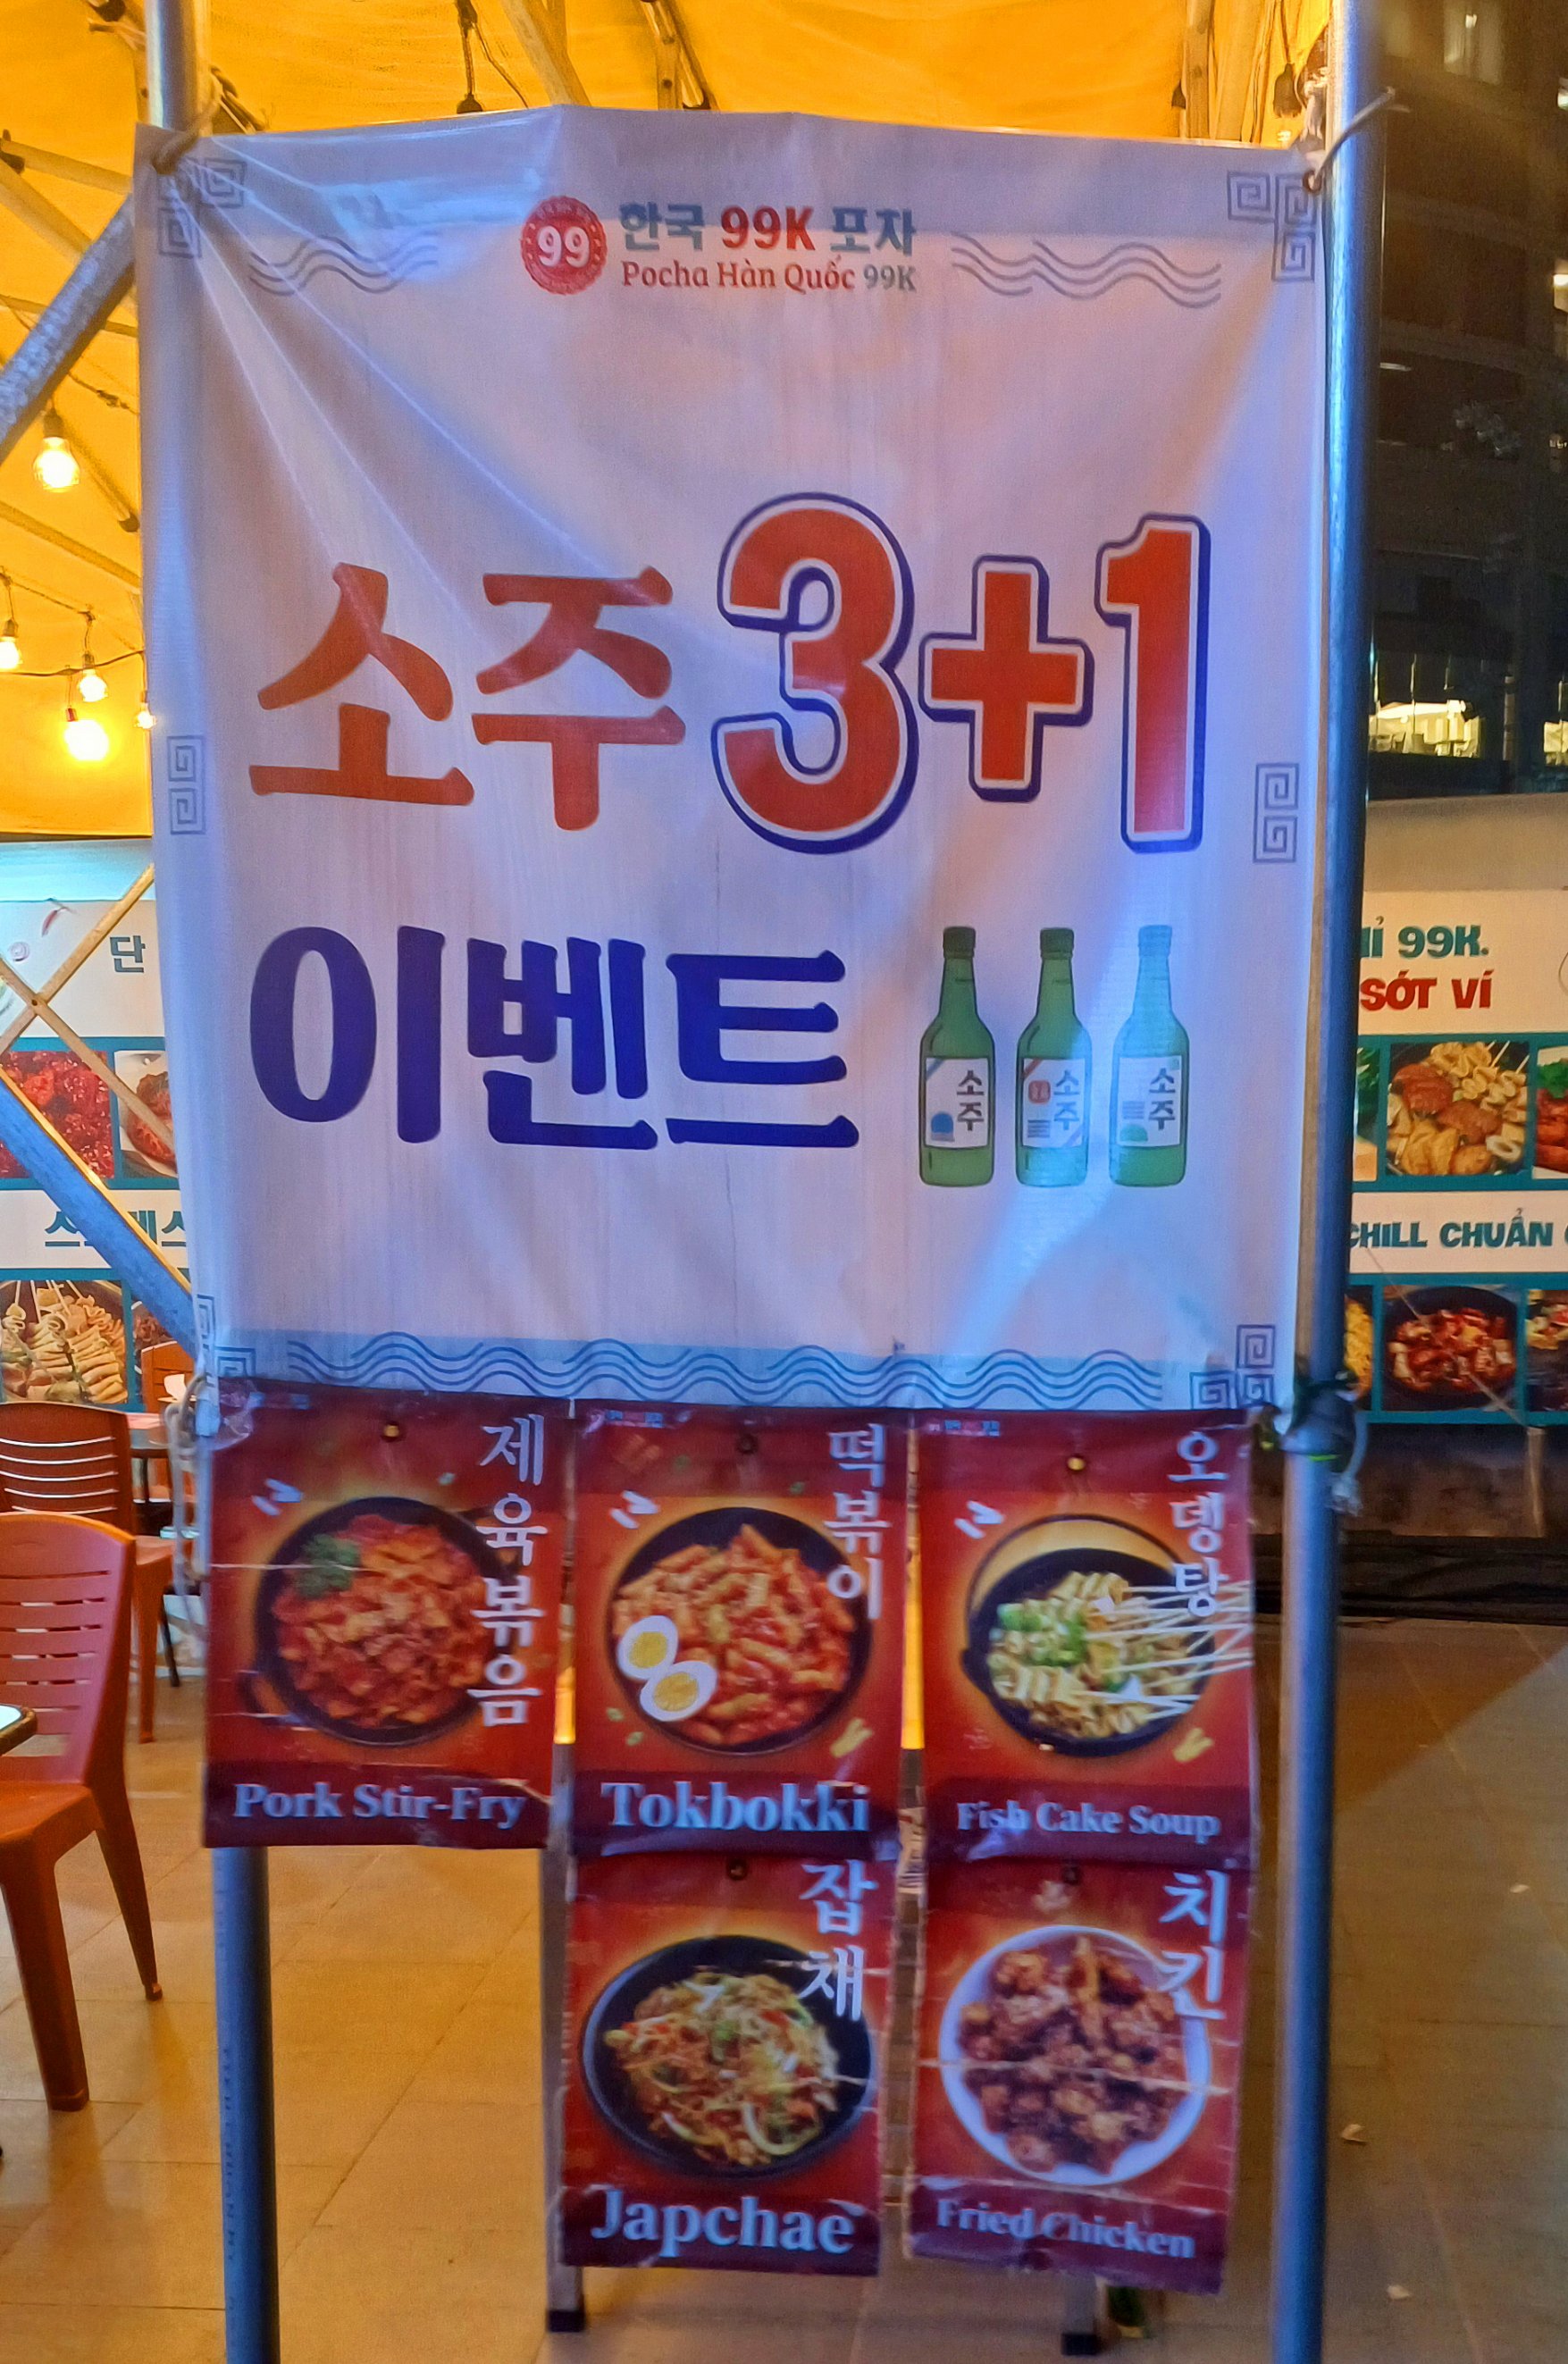 99 한국 99K 포차
Pocha Hàn Quốc 99K
소주 3+1
이벤트
소주
소주
소주
단
Ỉ 99K.
SỐT VÍ
CHILL CHUẨN
제육볶음
Pork Stir-Fry
떡볶이
Tokbokki
오뎅탕
Fish Cake Soup
잡채
Japchae
치킨
Fried Chicken